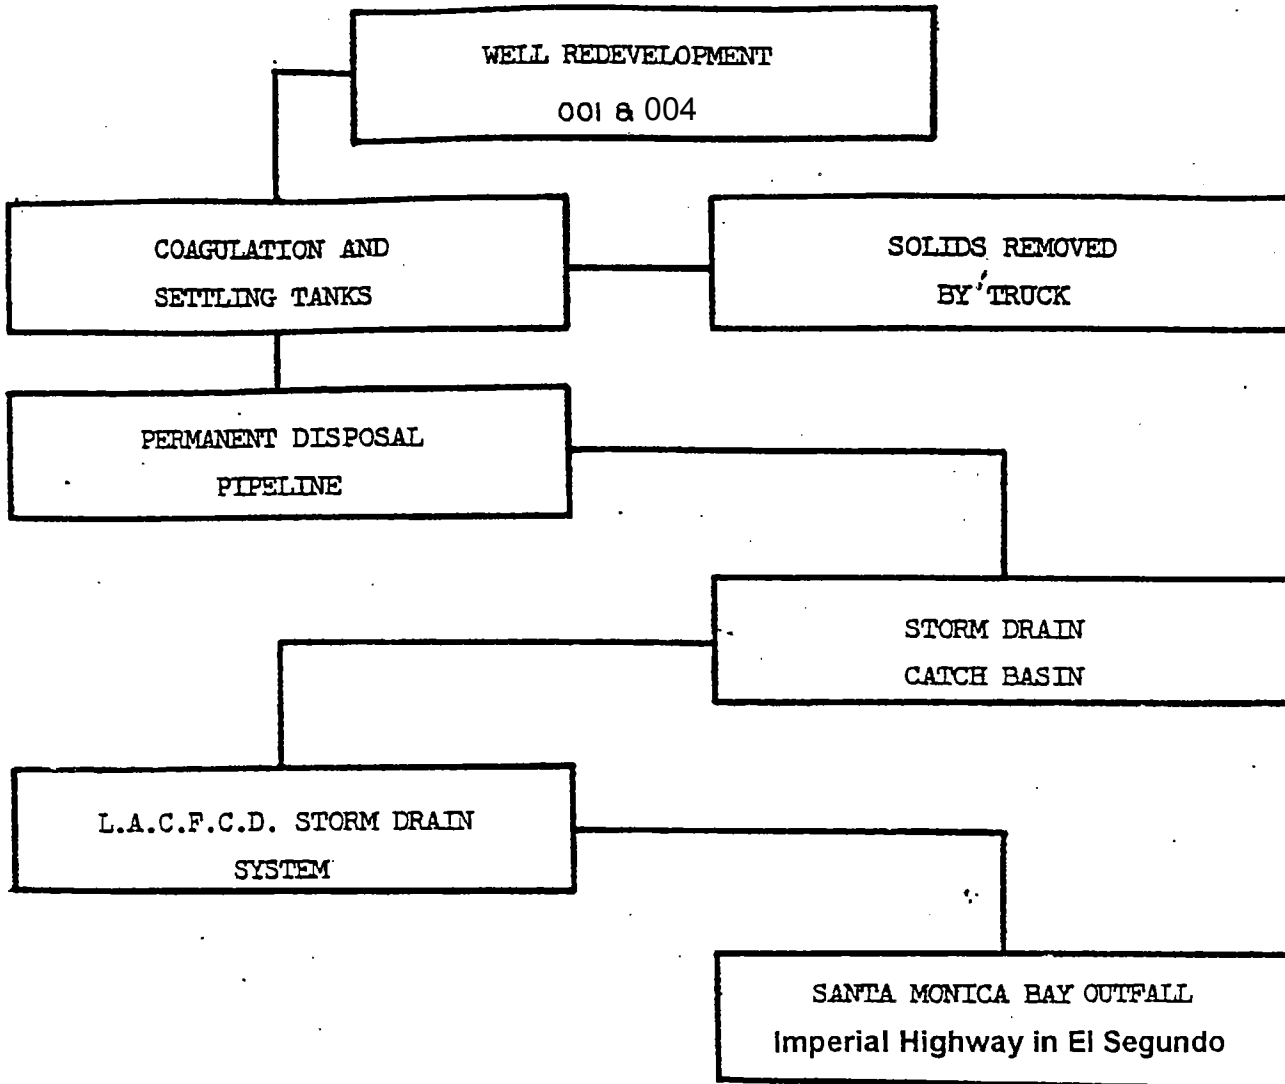 WELL REDEVELOPMENT
001 & 004
COAGULATION AND
SETTLING TANKS
SOLIDS REMOVED
BY TRUCK
PERMANENT DISPOSAL
PIPELINE
STORM DRAIN
CATCH BASIN
L.A.C.F.C.D. STORM DRAIN
SYSTEM
SANTA MONICA BAY OUTFALL
Imperial Highway in El Segundo